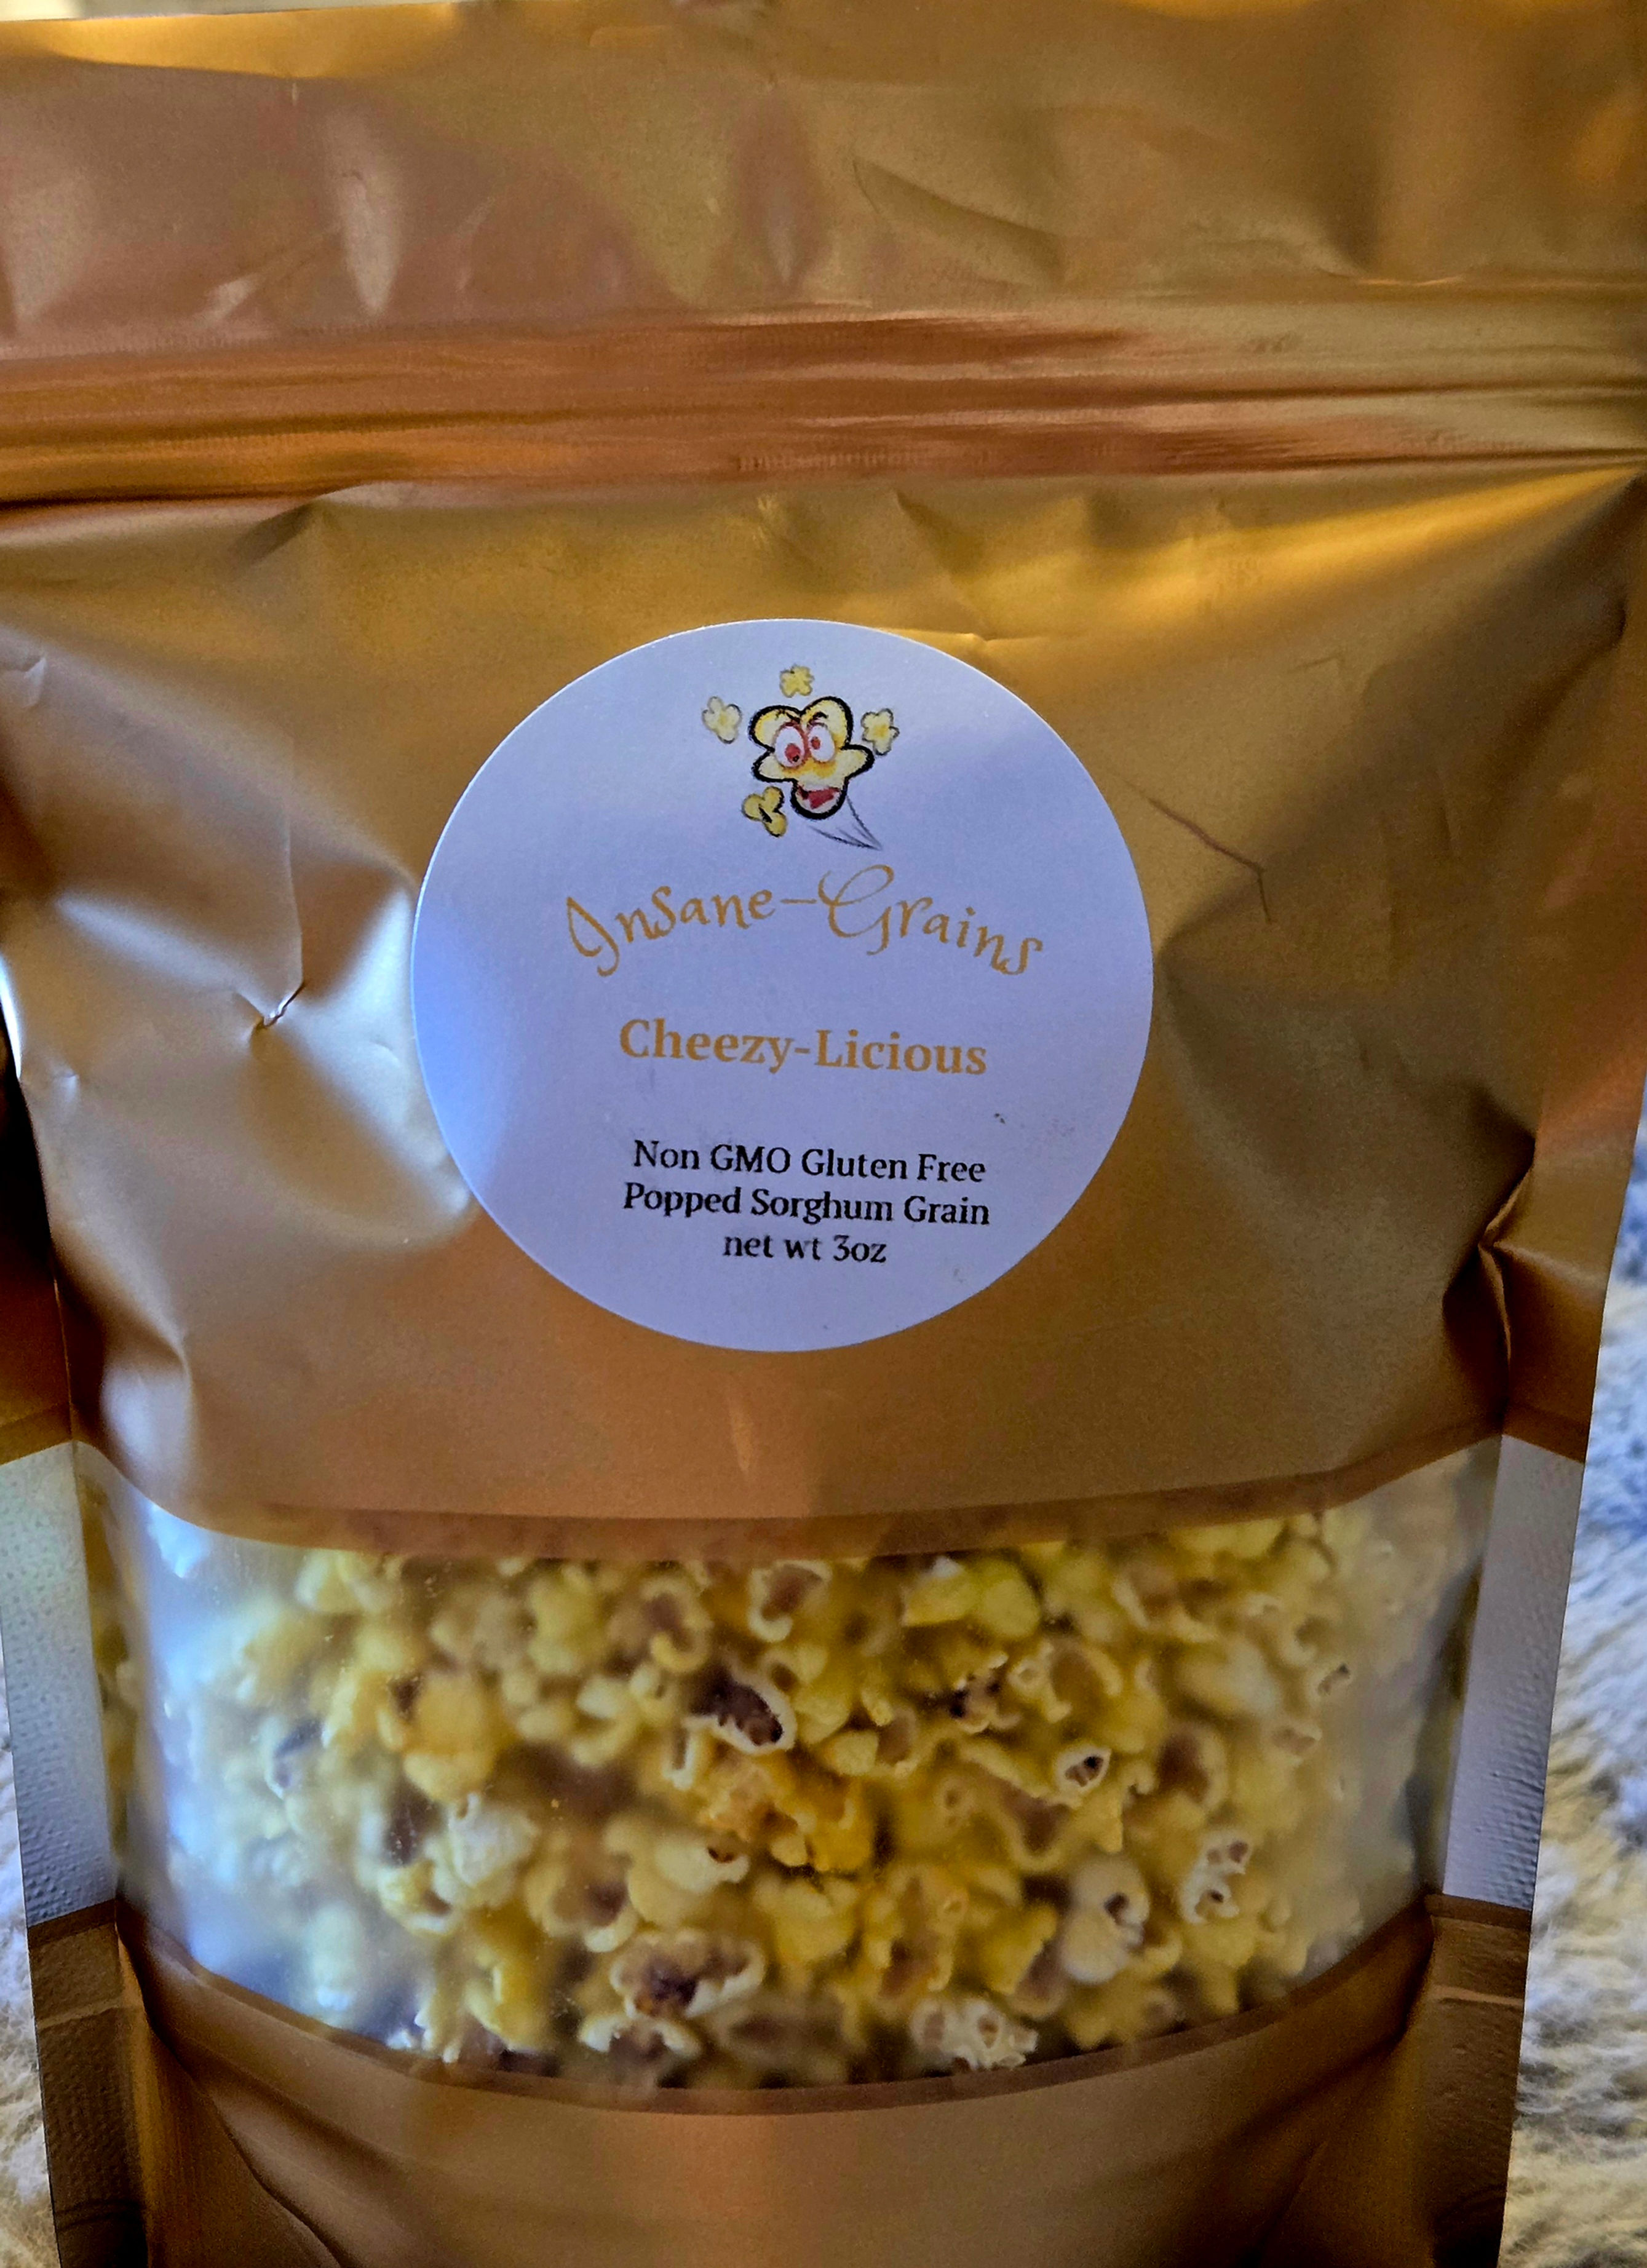 Insane-Grains
Cheezy-Licious
Non GMO Gluten Free
Popped Sorghum Grain
net wt 3oz